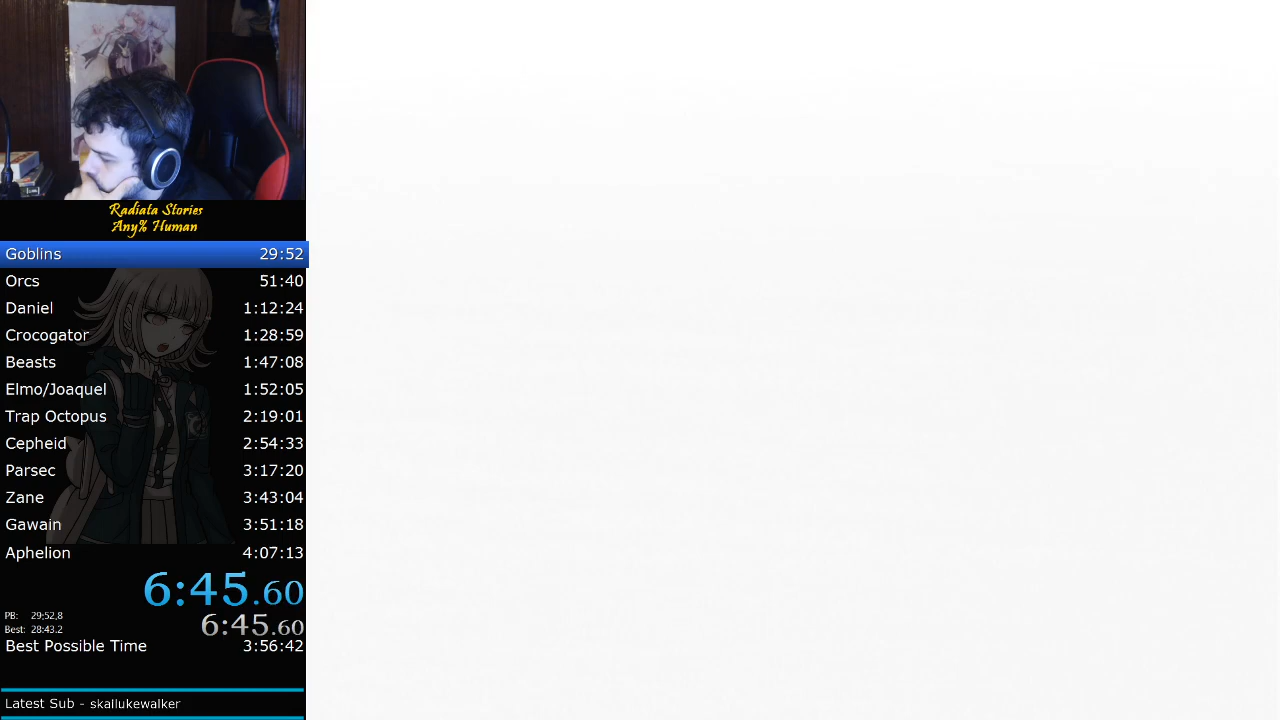 Radiata Stories
Any% Human
Goblins 29:52
Orcs 51:40
Daniel 1:12:24
Crocogator 1:28:59
Beasts 1:47:08
Elmo/Joaquel 1:52:05
Trap Octopus 2:19:01
Cepheid 2:54:33
Parsec 3:17:20
Zane 3:43:04
Gawain 3:51:18
Aphelion 4:07:13
6:45.60
PB: 29:52,8
Best: 28:43.2 6:45.60
Best Possible Time 3:56:42
Latest Sub - skallukewalker